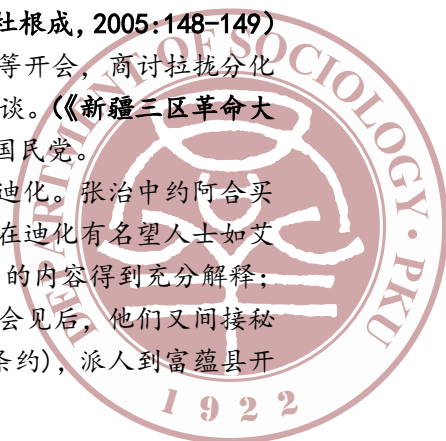 杜根成, 2005:148-149)
等开会，商讨拉拢分化
谈。(《新疆三区革命大
国民党。
迪化。张治中约阿合买
在迪化有名望人士如艾
的内容得到充分解释；
会见后，他们又间接秘
条约），派人到富蕴县开
DEPARTMENT OF SOCIOLOGY · PKU
1922